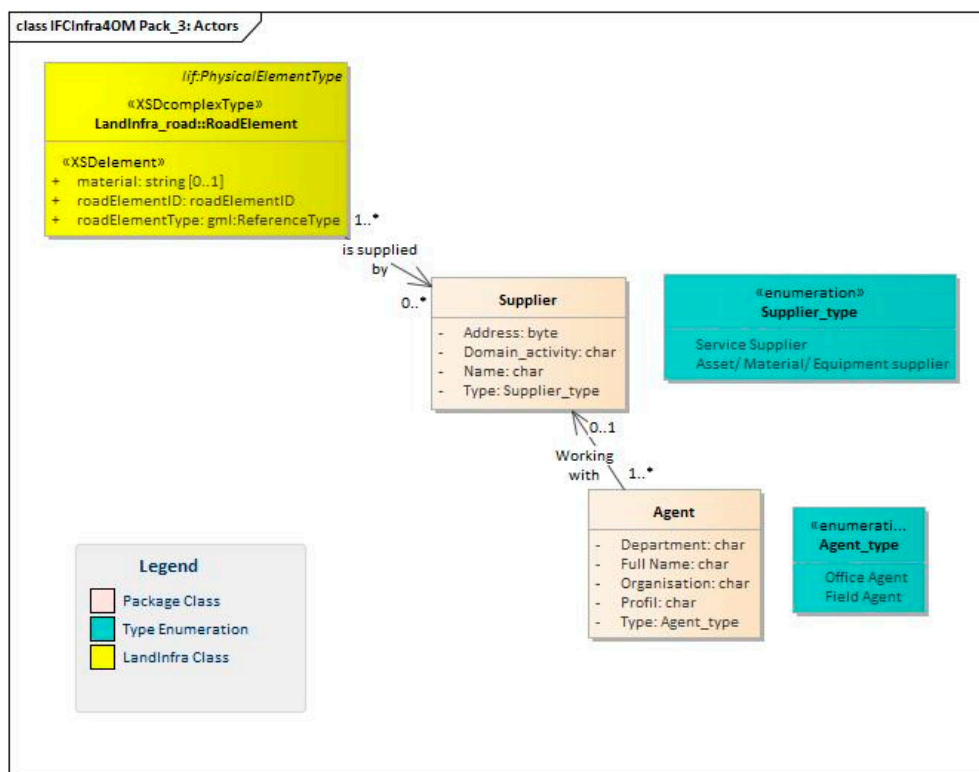 class IFCInfra4OM Pack_3: Actors
lif:PhysicalElementType
«XSDcomplexType»
LandInfra_road::RoadElement
«XSDelement»
+ material: string [0..1]
+ roadElementID: roadElementID
+ roadElementType: gml:ReferenceType
1..*
is supplied
by
0..*
Supplier
- Address: byte
- Domain_activity: char
- Name: char
- Type: Supplier_type
«enumeration»
Supplier_type
Service Supplier
Asset/ Material/ Equipment supplier
0..1
Working
with
1..*
Agent
- Department: char
- Full Name: char
- Organisation: char
- Profil: char
- Type: Agent_type
«enumerati...
Agent_type
Office Agent
Field Agent
Legend
Package Class
Type Enumeration
LandInfra Class